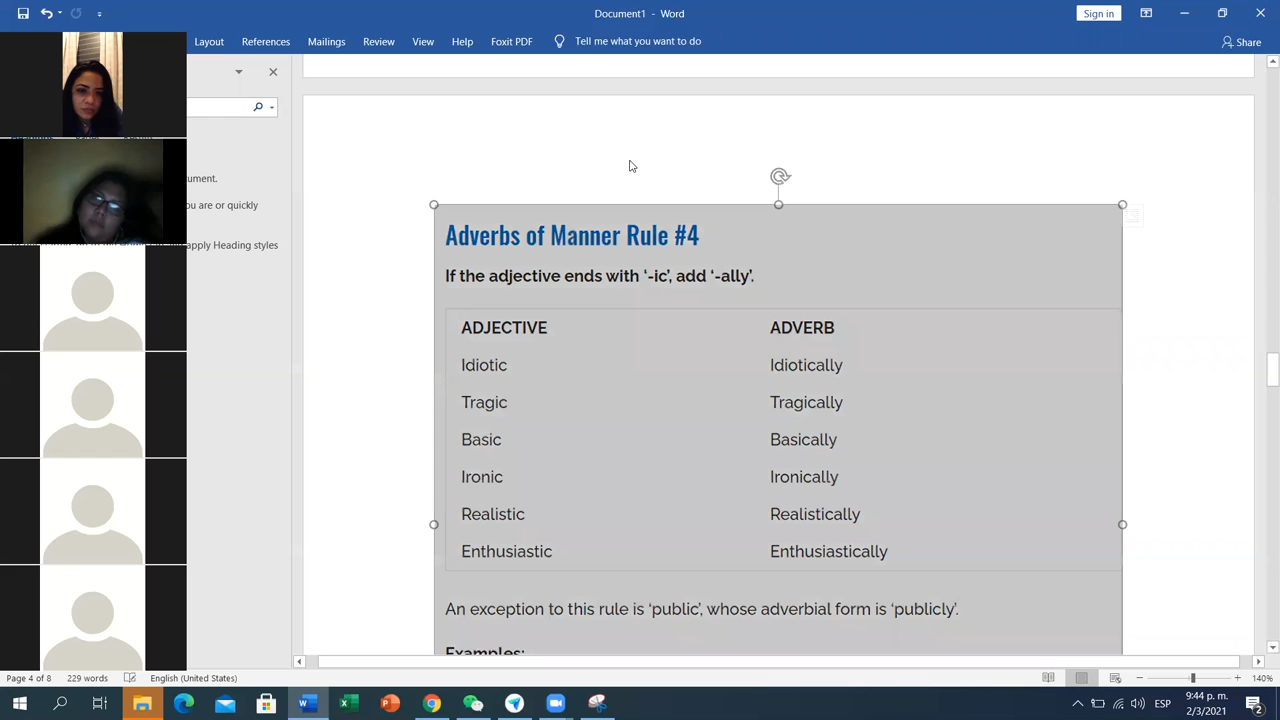 Document1 - Word
Sign in
Layout References Mailings Review View Help Foxit PDF Tell me what you want to do
Share
cument.
ou are or quickly
apply Heading styles
Adverbs of Manner Rule #4
If the adjective ends with ‘-ic’, add ‘-ally’.
ADJECTIVE ADVERB
Idiotic Idiotically
Tragic Tragically
Basic Basically
Ironic Ironically
Realistic Realistically
Enthusiastic Enthusiastically
An exception to this rule is ‘public’, whose adverbial form is ‘publicly’.
Examples:
Page 4 of 8 229 words English (United States) 140%
ESP
9:44 p. m.
2/3/2021
2